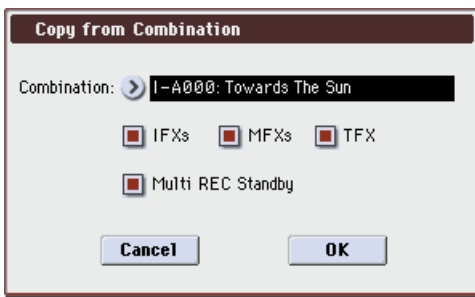 Copy from Combination
Combination: I-A000: Towards The Sun
IFXs MFXs TFX
Multi REC Standby
Cancel OK